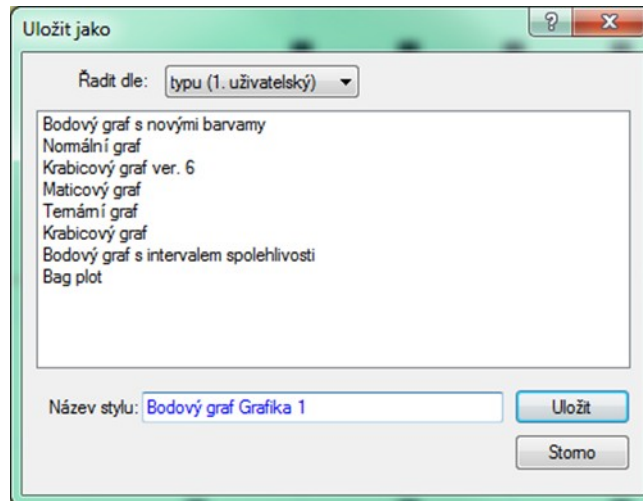 Uložit jako
Řadit dle: typu (1. uživatelský)
Bodový graf s novými barvamy
Normální graf
Krabicový graf ver. 6
Maticový graf
Ternární graf
Krabicový graf
Bodový graf s intervalem spolehlivosti
Bag plot
Název stylu: Bodový graf Grafika 1 Uložit
Storno